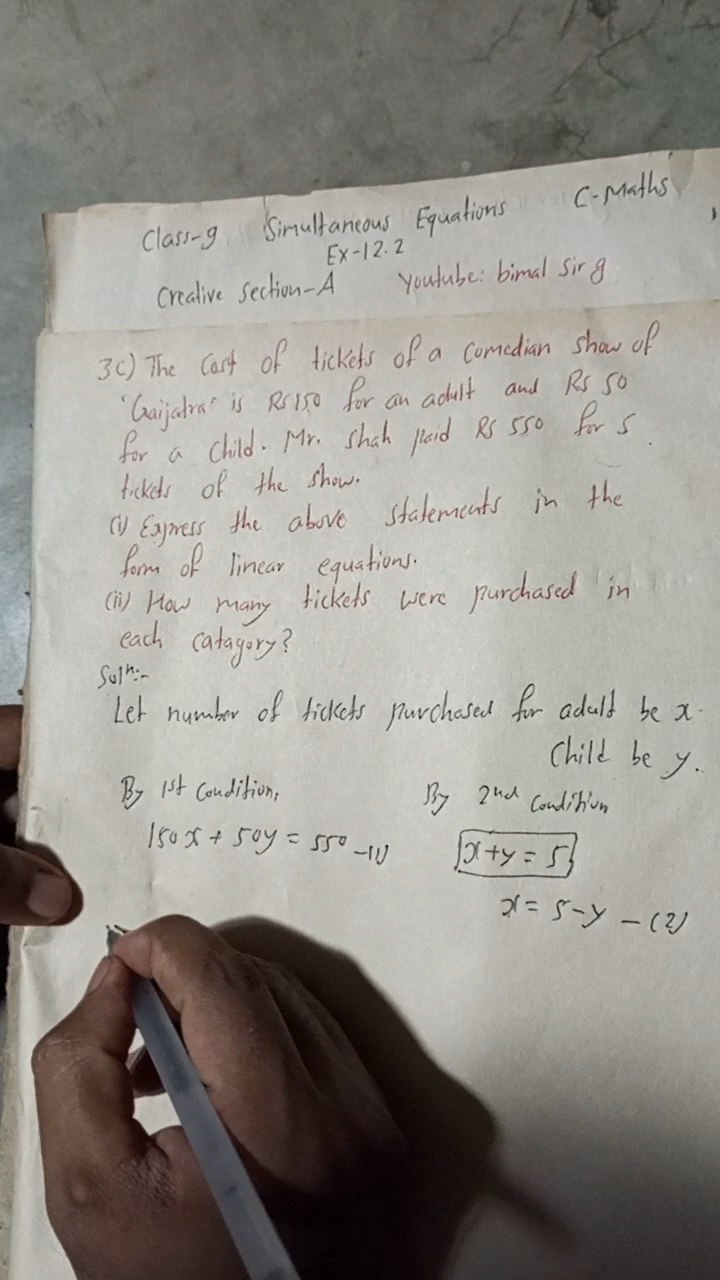 Class-9 Simultaneous Equations C-Maths
Ex-12.2
Creative Section-A Youtube: bimal Sir g
3c) The Cost of tickets of a Comedian show of
'Gaijatra' is Rs 150 for an adult and Rs 50
for a child. Mr. Shah paid Rs 550 for 5
tickets of the show.
(i) Express the above statements in the
form of linear equations.
(ii) How many tickets were purchased in
each catagory?
Solⁿ:-
Let number of tickets purchased for adult be x.
Child be y.
By 1st Condition,
150x + 50y = 550 -(1)
By 2nd Condition
x+y = 5
x = 5-y - (2)